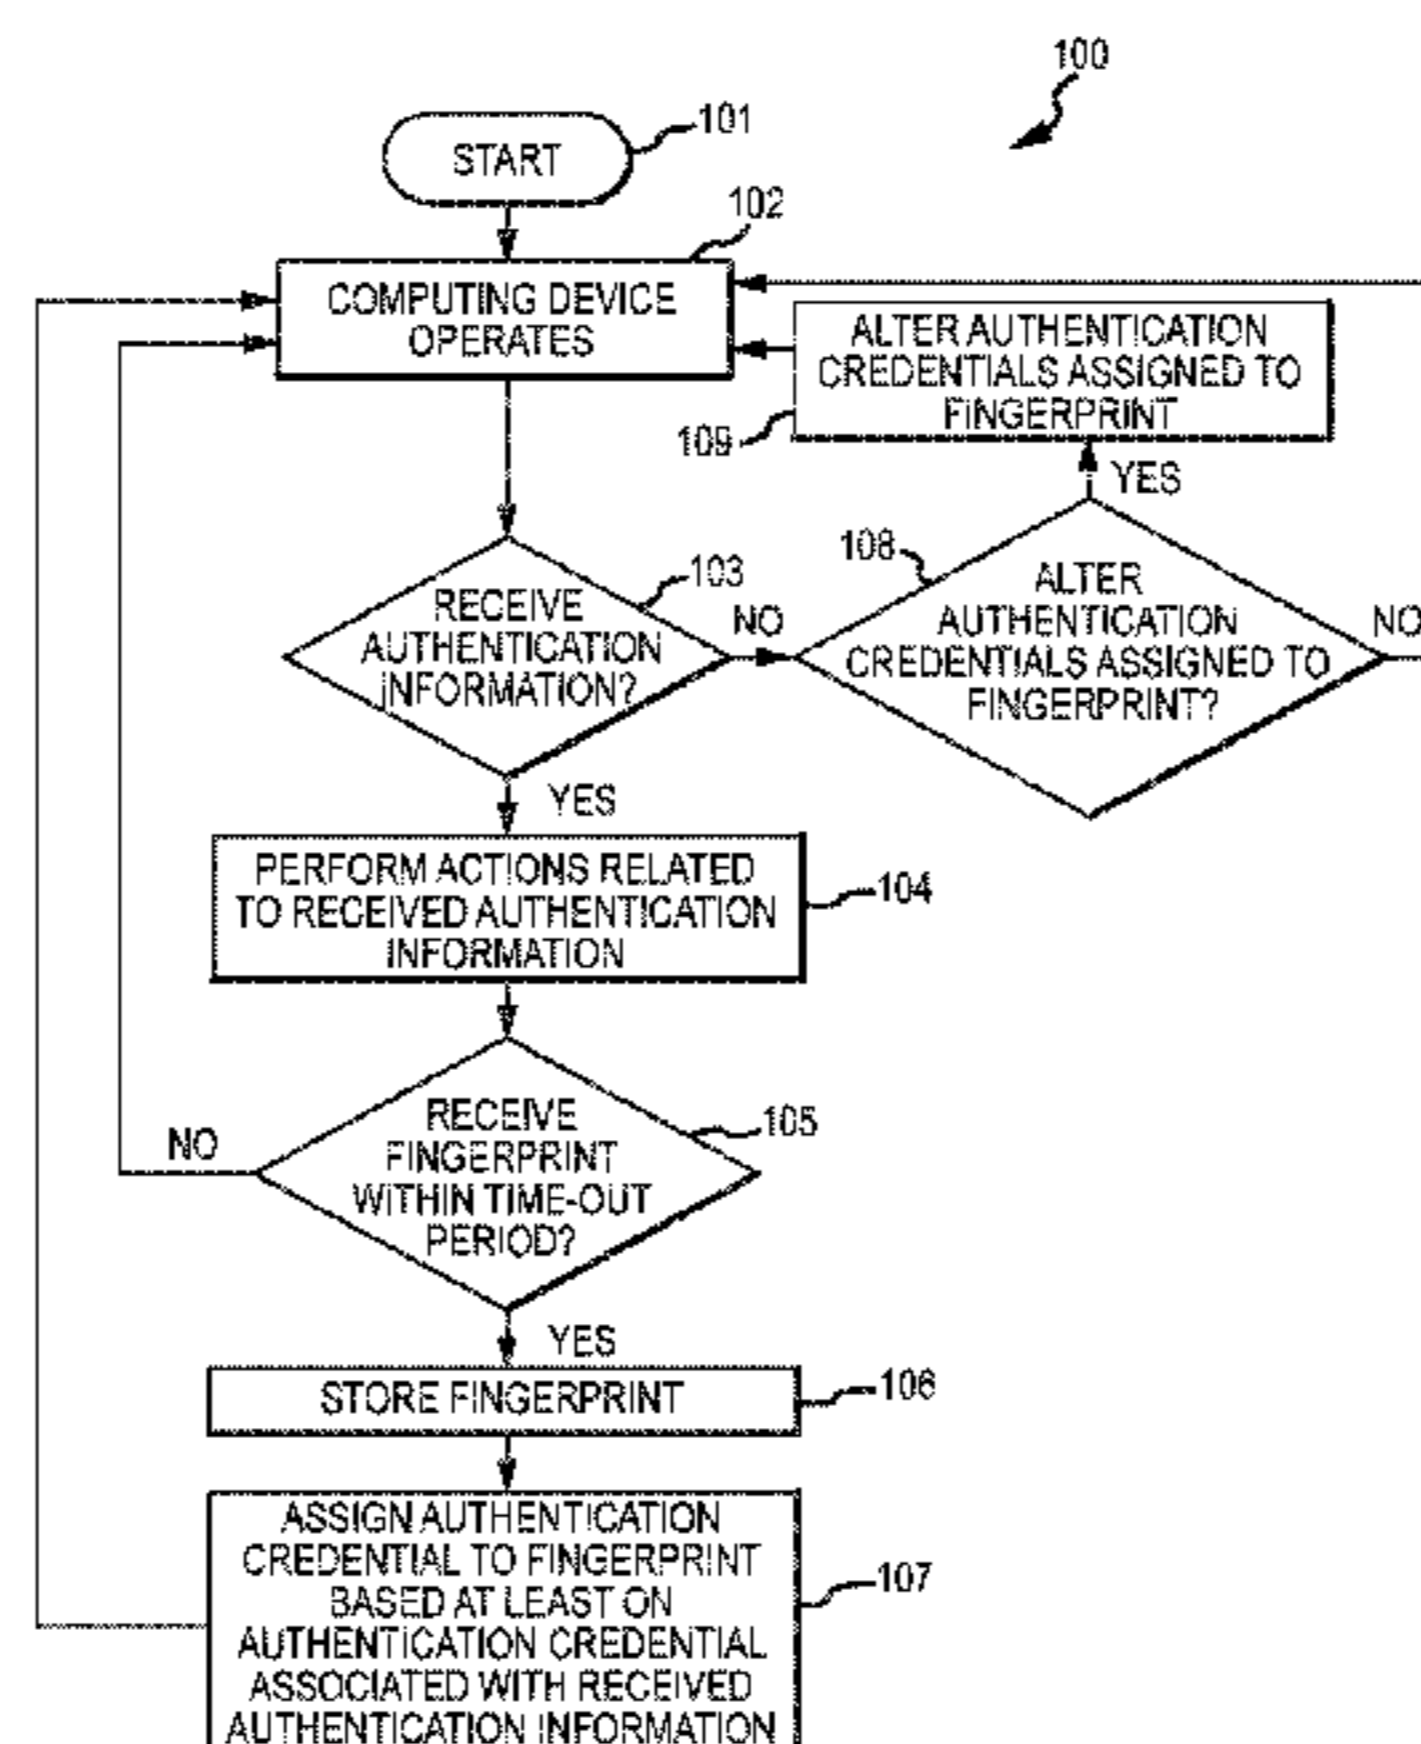 100
START
101
102
COMPUTING DEVICE
OPERATES
ALTER AUTHENTICATION
CREDENTIALS ASSIGNED TO
FINGERPRINT
109
YES
103
RECEIVE
AUTHENTICATION
INFORMATION?
NO
108
ALTER
AUTHENTICATION
CREDENTIALS ASSIGNED TO
FINGERPRINT?
NO
YES
PERFORM ACTIONS RELATED
TO RECEIVED AUTHENTICATION
INFORMATION
104
RECEIVE
FINGERPRINT
WITHIN TIME-OUT
PERIOD?
105
NO
YES
STORE FINGERPRINT
106
ASSIGN AUTHENTICATION
CREDENTIAL TO FINGERPRINT
BASED AT LEAST ON
AUTHENTICATION CREDENTIAL
ASSOCIATED WITH RECEIVED
AUTHENTICATION INFORMATION
107